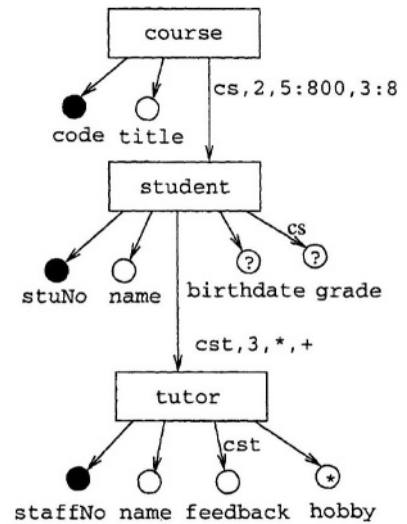 course
cs,2,5:800,3:8
code title
student
cs
? ?
stuNo name birthdate grade
cst,3,*,+
tutor
cst
*
staffNo name feedback hobby